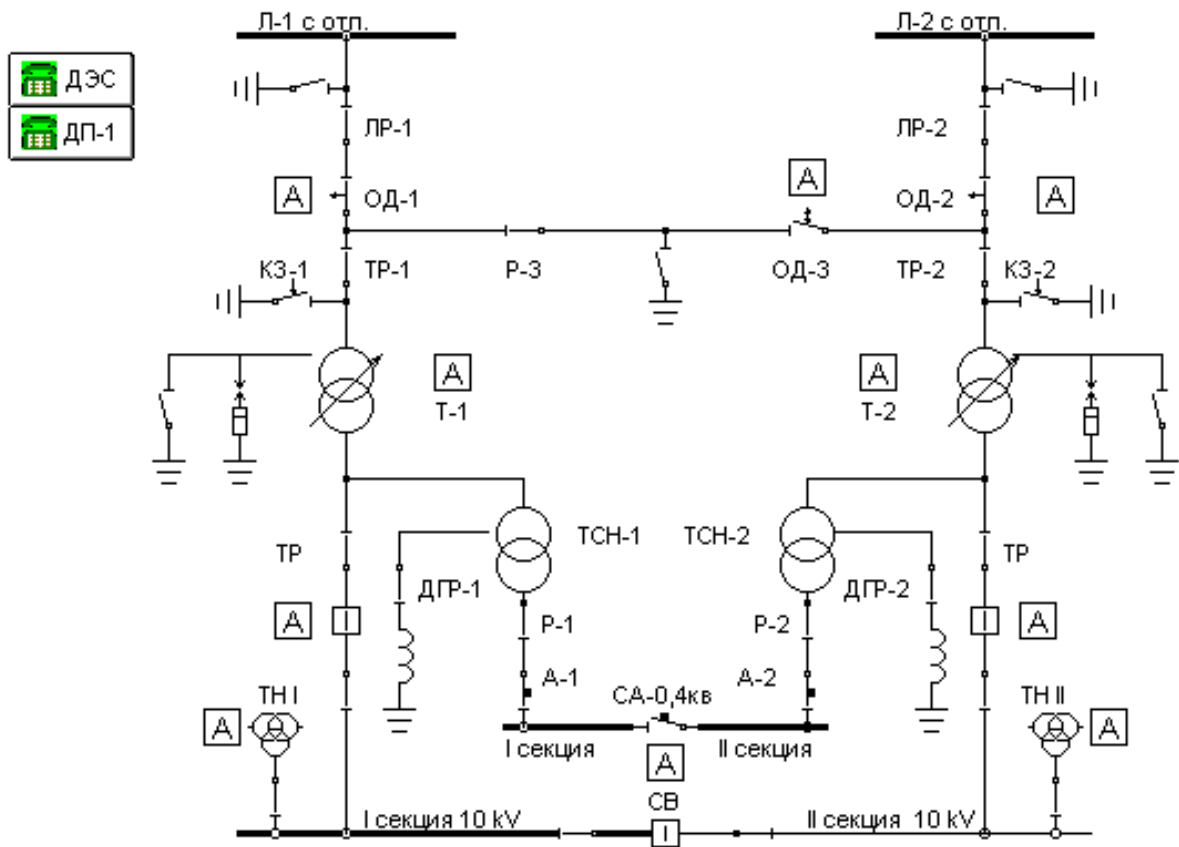 Л-1 с отп.
Л-2 с отп.
ДЭС
ДП-1
ЛР-1
ЛР-2
А
ОД-1
А
ОД-2
А
КЗ-1
ТР-1
Р-3
ОД-3
ТР-2
КЗ-2
А
Т-1
А
Т-2
ТР
ТСН-1
ТСН-2
ТР
ДГР-1
ДГР-2
А
I
Р-1
Р-2
I
А
ТН I
А-1
СА-0,4кв
А-2
ТН II
А
I секция
А
II секция
А
СВ
I секция 10 kV
I
II секция 10 kV